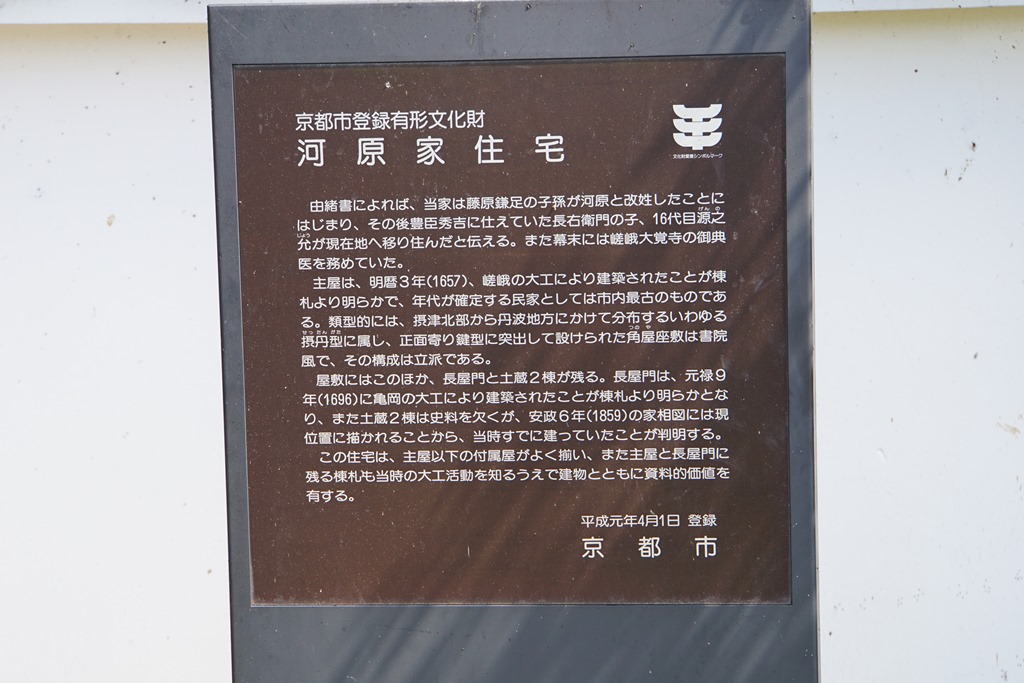 京都市登録有形文化財
河原家住宅
文化財愛護シンボルマーク
由緒書によれば、当家は藤原鎌足の子孫が河原と改姓したことに
はじまり、その後豊臣秀吉に仕えていた長右衛門の子、16代目源之
允が現在地へ移り住んだと伝える。また幕末には嵯峨大覚寺の御典
医を務めていた。
主屋は、明暦3年(1657)、嵯峨の大工により建築されたことが棟
札より明らかで、年代が確定する民家としては市内最古のものであ
る。類型的には、摂津北部から丹波地方にかけて分布するいわゆる
摂丹型に属し、正面寄り鍵型に突出して設けられた角屋座敷は書院
風で、その構成は立派である。
屋敷にはこのほか、長屋門と土蔵2棟が残る。長屋門は、元禄9
年(1696)に亀岡の大工により建築されたことが棟札より明らかとな
り、また土蔵2棟は史料を欠くが、安政6年(1859)の家相図には現
位置に描かれることから、当時すでに建っていたことが判明する。
この住宅は、主屋以下の付属屋がよく揃い、また主屋と長屋門に
残る棟札も当時の大工活動を知るうえで建物とともに資料的価値を
有する。
平成元年4月1日 登録
京都市